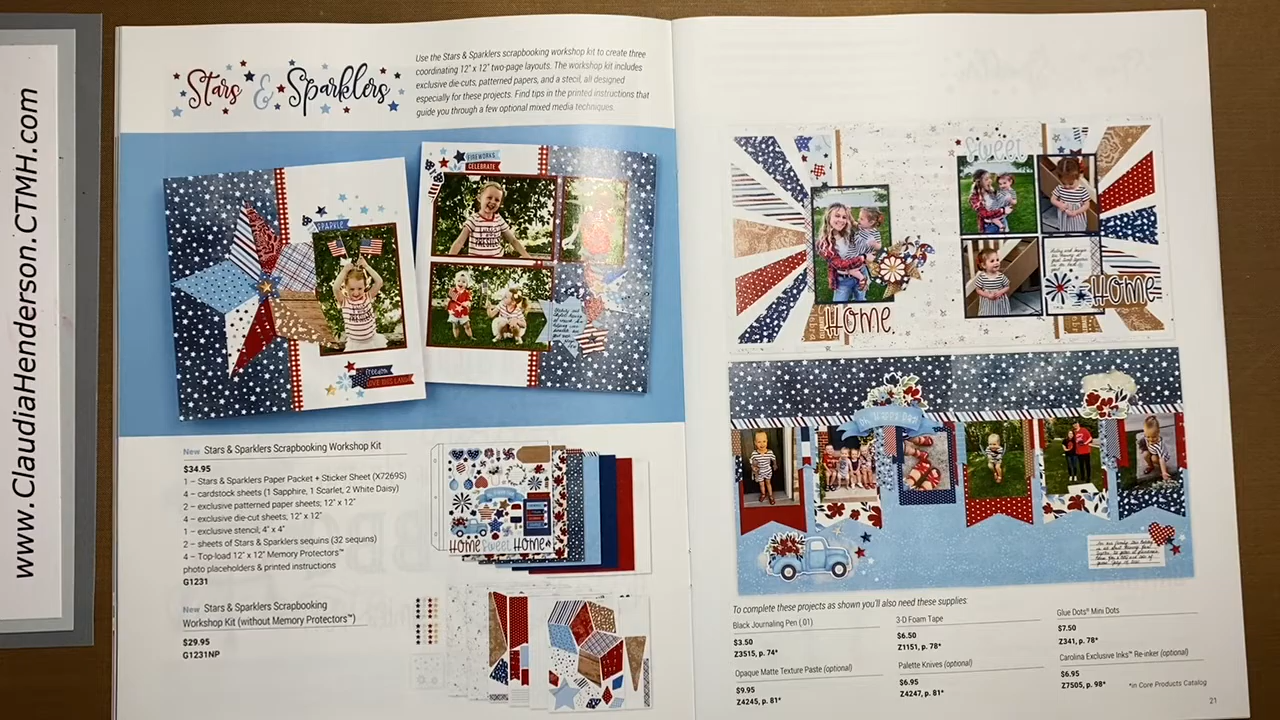 www.ClaudiaHenderson.CTMH.com
Stars & Sparklers
Use the Stars & Sparklers scrapbooking workshop kit to create three
coordinating 12" x 12" two-page layouts. The workshop kit includes
exclusive die-cuts, patterned papers, and a stecil, all designed
especially for these projects. Find tips in the printed instructions that
guide you through a few optional mixed media techniques.
FIREWORKS
CELEBRATE
SPARKLE
freedom
LOVE THIS LAND
New Stars & Sparklers Scrapbooking Workshop Kit
$34.95
1 – Stars & Sparklers Paper Packet + Sticker Sheet (X7269S)
4 – cardstock sheets (1 Sapphire, 1 Scarlet, 2 White Daisy)
2 – exclusive patterned paper sheets; 12" x 12"
4 – exclusive die-cut sheets; 12" x 12"
1 – exclusive stencil; 4" x 4"
2 – sheets of Stars & Sparklers sequins (32 sequins)
4 – Top-load 12" x 12" Memory Protectors™
photo placeholders & printed instructions
G1231
HOME Sweet HOME
New Stars & Sparklers Scrapbooking
Workshop Kit (without Memory Protectors™)
$29.95
G1231NP
Sweet
HOME
HOME
Oh Happy Day
To complete these projects as shown you'll also need these supplies.
Black Journaling Pen (.01)
$3.50
Z3515, p. 74*
3-D Foam Tape
$6.50
Z1151, p. 78*
Glue Dots® Mini Dots
$7.50
Z341, p. 78*
Opaque Matte Texture Paste (optional)
$9.95
Z4245, p. 81*
Palette Knives (optional)
$6.95
Z4247, p. 81*
Carolina Exclusive Inks™ Re-inker (optional)
$6.95
Z7505, p. 98*
*in Core Products Catalog
21